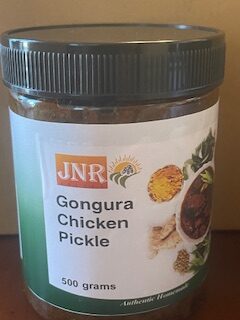 JNR
Gongura
Chicken
Pickle
500 grams
Authentic Homemade